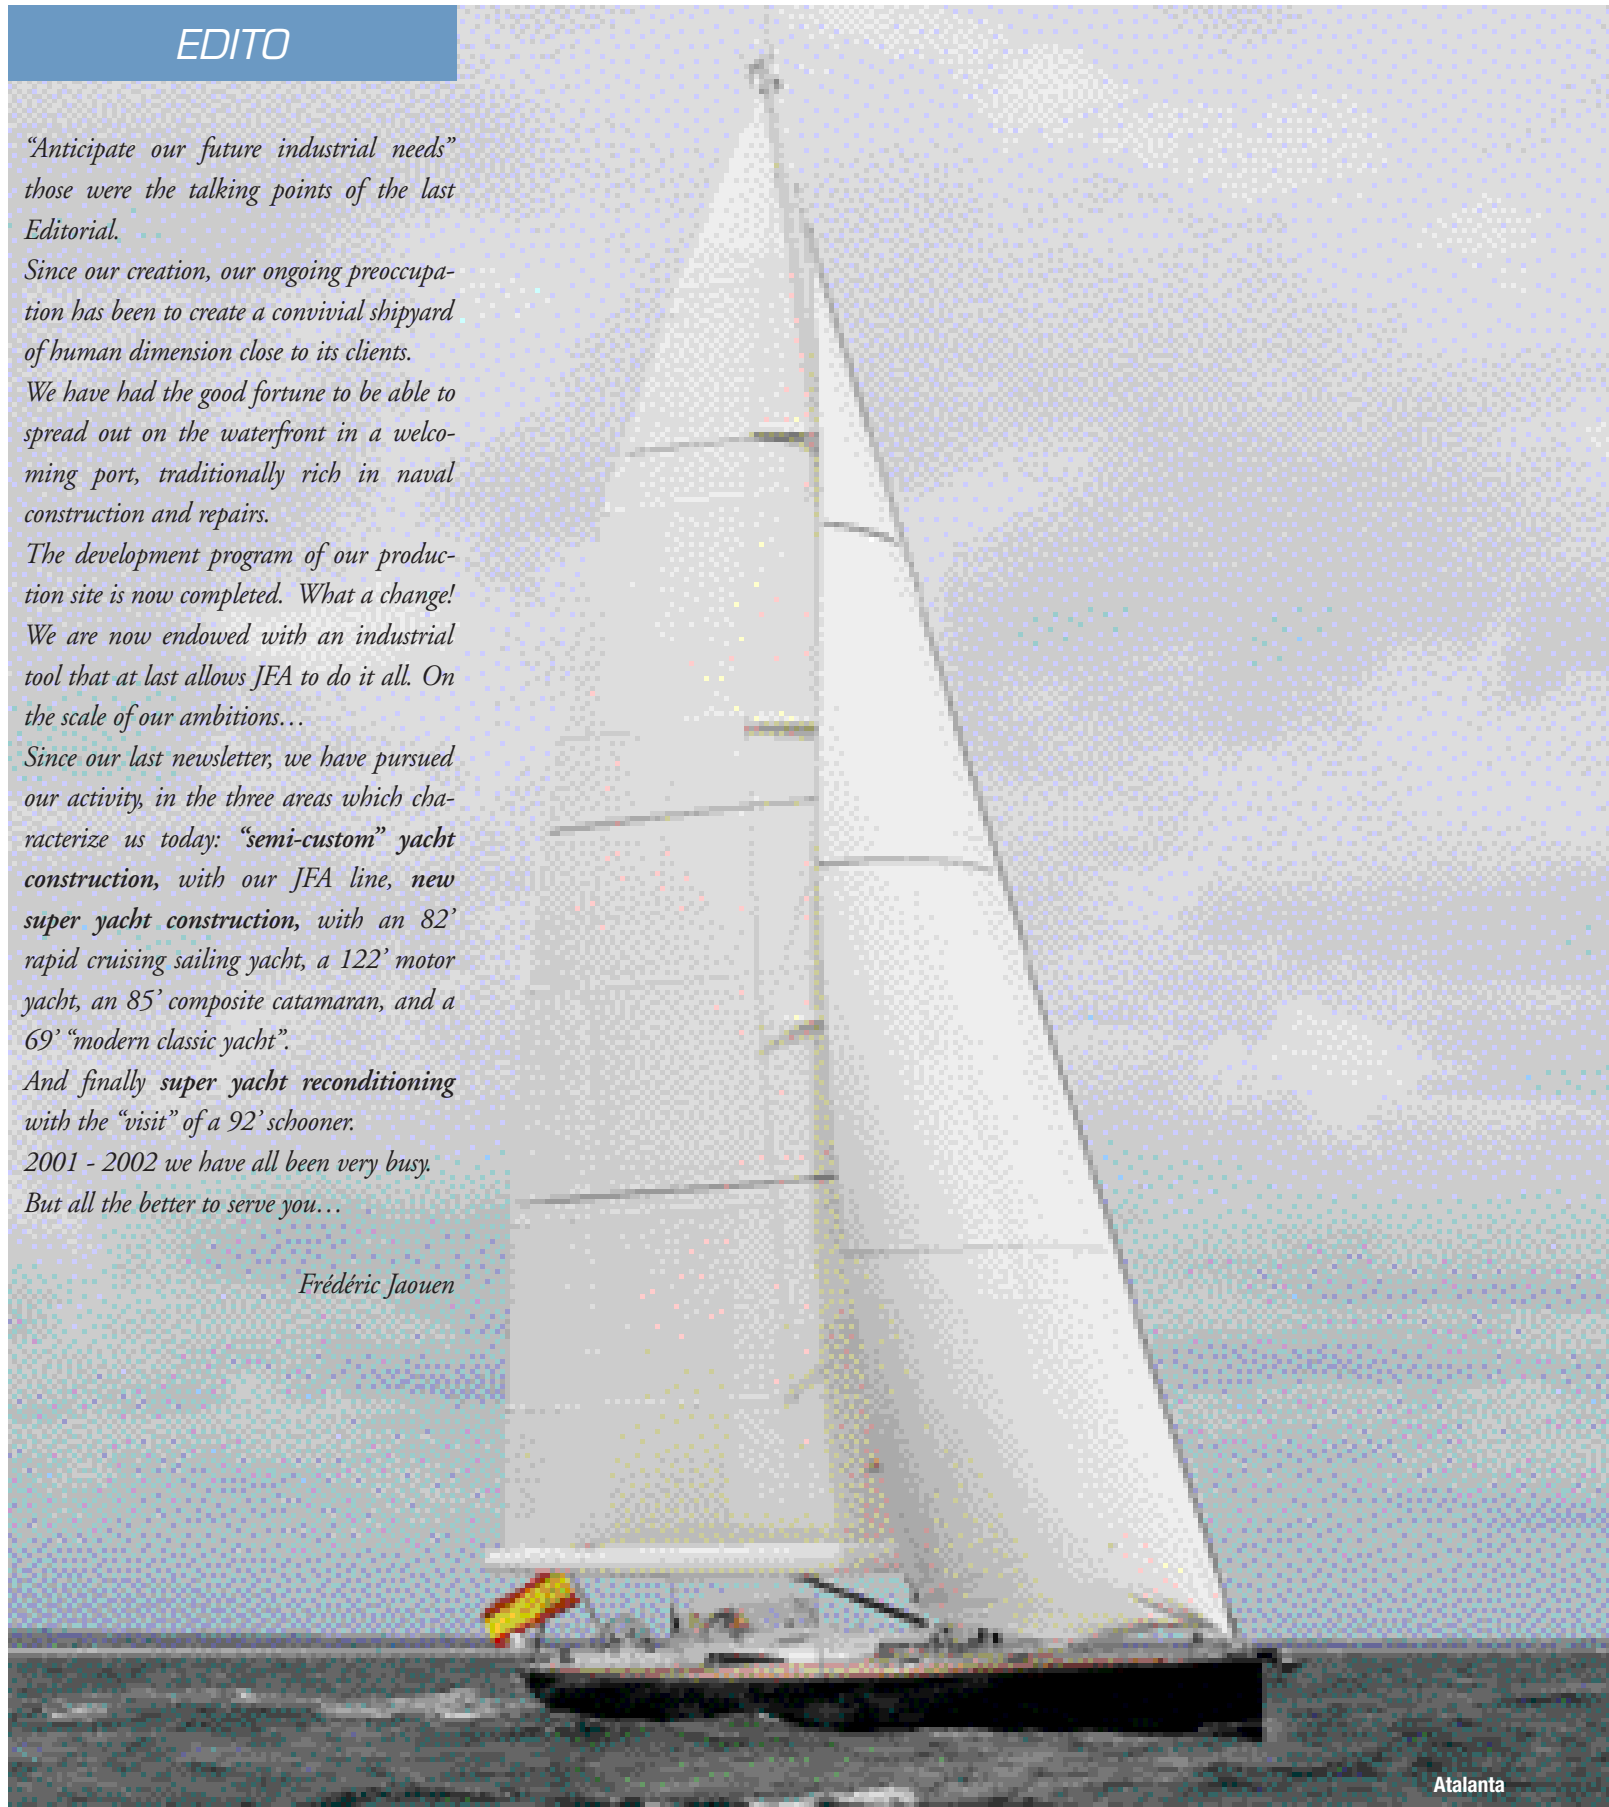 EDITO
“Anticipate our future industrial needs”
those were the talking points of the last
Editorial.
Since our creation, our ongoing preoccupa-
tion has been to create a convivial shipyard
of human dimension close to its clients.
We have had the good fortune to be able to
spread out on the waterfront in a welco-
ming port, traditionally rich in naval
construction and repairs.
The development program of our produc-
tion site is now completed. What a change!
We are now endowed with an industrial
tool that at last allows JFA to do it all. On
the scale of our ambitions…
Since our last newsletter, we have pursued
our activity, in the three areas which cha-
racterize us today: “semi-custom” yacht
construction, with our JFA line, new
super yacht construction, with an 82’
rapid cruising sailing yacht, a 122’ motor
yacht, an 85’ composite catamaran, and a
69’ “modern classic yacht”.
And finally super yacht reconditioning
with the “visit” of a 92’ schooner.
2001 - 2002 we have all been very busy.
But all the better to serve you…
Frédéric Jaouen
Atalanta